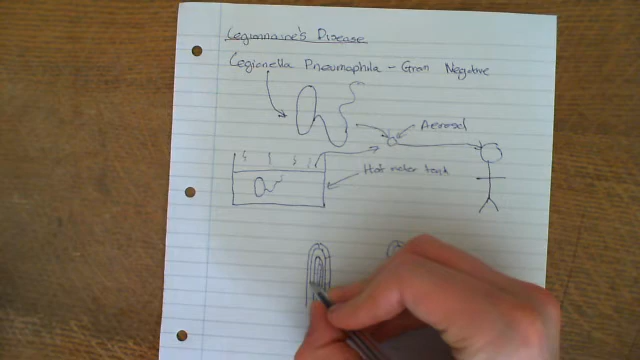 Legionnaire's Disease
Legionella Pneumophila - Gram Negative
Aerosol
Hot water tank